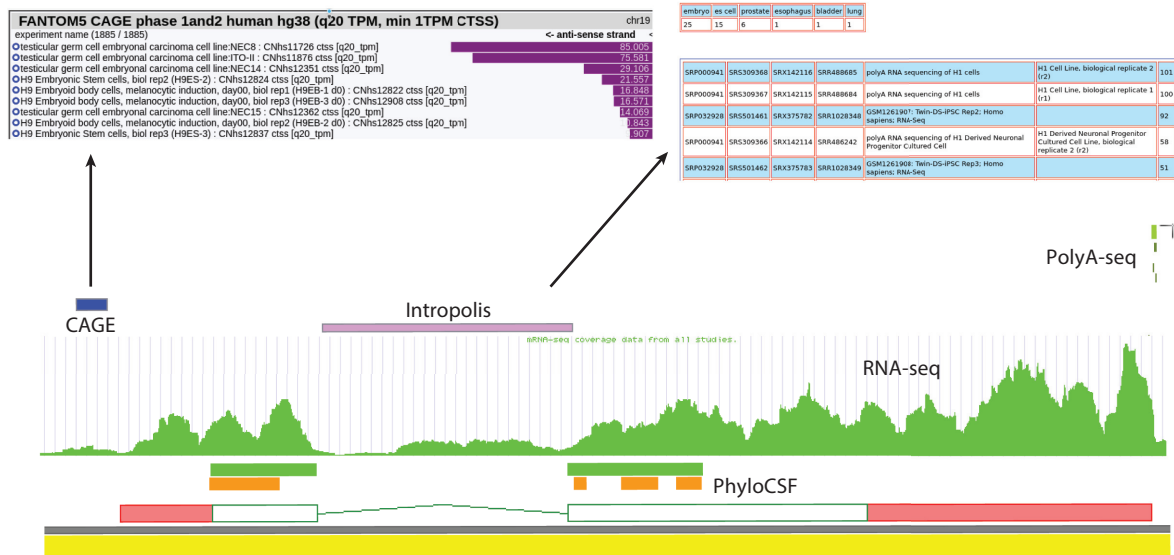 FANTOM5 CAGE phase 1and2 human hg38 (q20 TPM, min 1TPM CTSS)
chr19
experiment name (1885 / 1885)
<- anti-sense strand
<
testicular germ cell embryonal carcinoma cell line:NEC8 : CNhs11726 ctss [q20_tpm]
85.005
testicular germ cell embryonal carcinoma cell line:ITO-II : CNhs11876 ctss [q20_tpm]
75.581
testicular germ cell embryonal carcinoma cell line:NEC14 : CNhs12351 ctss [q20_tpm]
29.106
H9 Embryonic Stem cells, biol rep2 (H9ES-2) : CNhs12824 ctss [q20_tpm]
21.557
H9 Embryoid body cells, melanocytic induction, day00, biol rep1 (H9EB-1 d0) : CNhs12822 ctss [q20_tpm]
16.848
H9 Embryoid body cells, melanocytic induction, day00, biol rep3 (H9EB-3 d0) : CNhs12908 ctss [q20_tpm]
16.571
testicular germ cell embryonal carcinoma cell line:NEC15 : CNhs12362 ctss [q20_tpm]
14.069
H9 Embryoid body cells, melanocytic induction, day00, biol rep2 (H9EB-2 d0) : CNhs12825 ctss [q20_tpm]
.843
H9 Embryonic Stem cells, biol rep3 (H9ES-3) : CNhs12837 ctss [q20_tpm]
907
embryo es cell prostate esophagus bladder lung
25 15 6 1 1 1
SRP000941 SRS309368 SRX142116 SRR488685 polyA RNA sequencing of H1 cells
H1 Cell Line, biological replicate 2
(r2)
101
SRP000941 SRS309367 SRX142115 SRR488684 polyA RNA sequencing of H1 cells
H1 Cell Line, biological replicate 1
(r1)
100
SRP032928 SRS501461 SRX375782 SRR1028348
GSM1261907: Twin-DS-iPSC Rep2; Homo
sapiens; RNA-Seq
92
SRP000941 SRS309366 SRX142114 SRR486242
polyA RNA sequencing of H1 Derived Neuronal
Progenitor Cultured Cell
H1 Derived Neuronal Progenitor
Cultured Cell Line, biological
replicate 2 (r2)
58
SRP032928 SRS501462 SRX375783 SRR1028349
GSM1261908: Twin-DS-iPSC Rep3; Homo
sapiens; RNA-Seq
51
PolyA-seq
CAGE
Intropolis
mRNA-seq coverage data from all studies.
RNA-seq
PhyloCSF